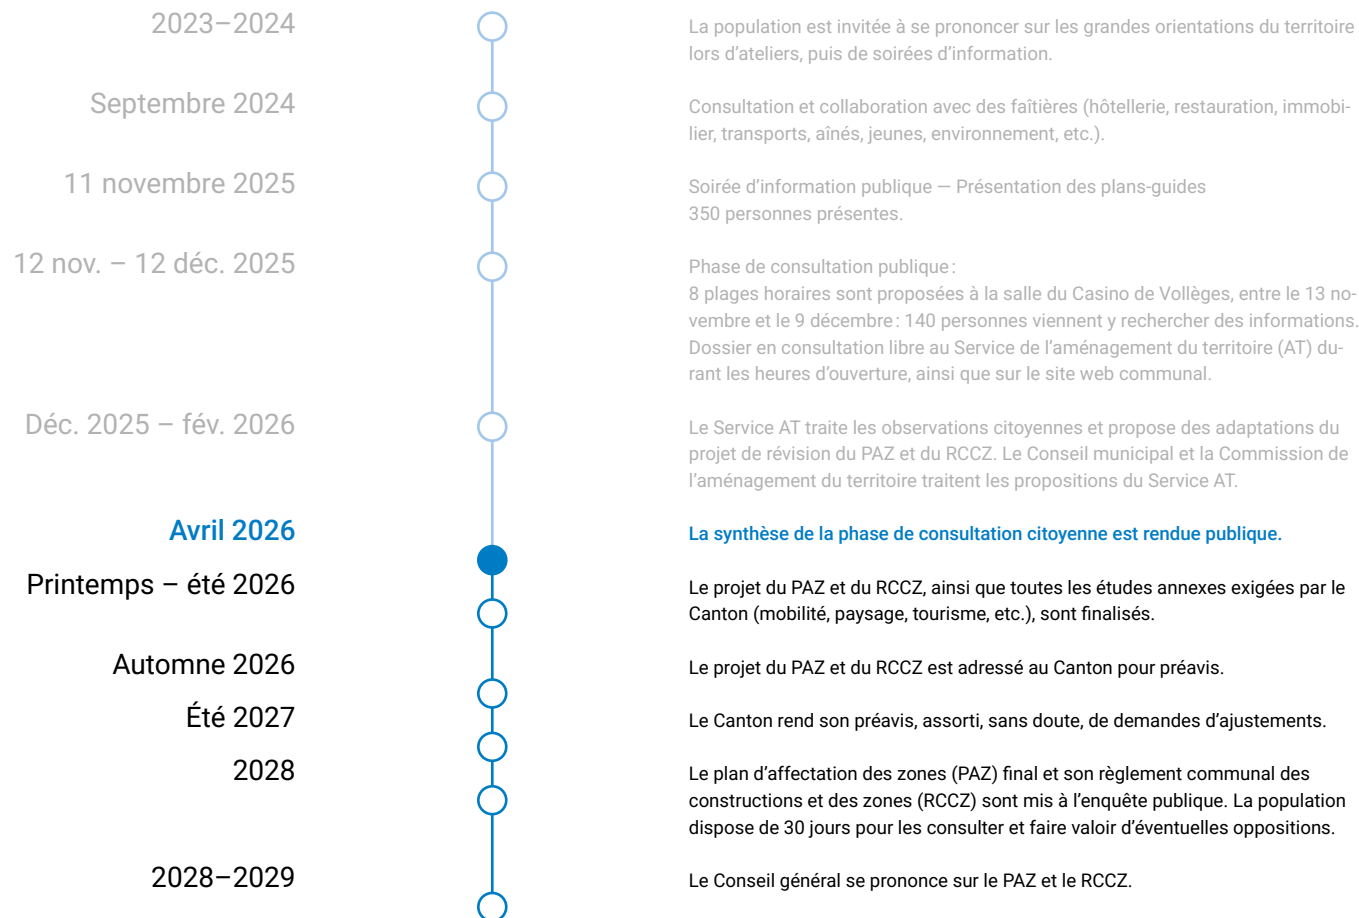 2023–2024
La population est invitée à se prononcer sur les grandes orientations du territoire
lors d’ateliers, puis de soirées d’information.
Septembre 2024
Consultation et collaboration avec des faîtières (hôtellerie, restauration, immobi-
lier, transports, aînés, jeunes, environnement, etc.).
11 novembre 2025
Soirée d’information publique — Présentation des plans-guides
350 personnes présentes.
12 nov. – 12 déc. 2025
Phase de consultation publique :
8 plages horaires sont proposées à la salle du Casino de Vollèges, entre le 13 no-
vembre et le 9 décembre : 140 personnes viennent y rechercher des informations.
Dossier en consultation libre au Service de l’aménagement du territoire (AT) du-
rant les heures d’ouverture, ainsi que sur le site web communal.
Déc. 2025 – fév. 2026
Le Service AT traite les observations citoyennes et propose des adaptations du
projet de révision du PAZ et du RCCZ. Le Conseil municipal et la Commission de
l’aménagement du territoire traitent les propositions du Service AT.
Avril 2026
La synthèse de la phase de consultation citoyenne est rendue publique.
Printemps – été 2026
Le projet du PAZ et du RCCZ, ainsi que toutes les études annexes exigées par le
Canton (mobilité, paysage, tourisme, etc.), sont finalisés.
Automne 2026
Le projet du PAZ et du RCCZ est adressé au Canton pour préavis.
Été 2027
Le Canton rend son préavis, assorti, sans doute, de demandes d’ajustements.
2028
Le plan d’affectation des zones (PAZ) final et son règlement communal des
constructions et des zones (RCCZ) sont mis à l’enquête publique. La population
dispose de 30 jours pour les consulter et faire valoir d’éventuelles oppositions.
2028–2029
Le Conseil général se prononce sur le PAZ et le RCCZ.